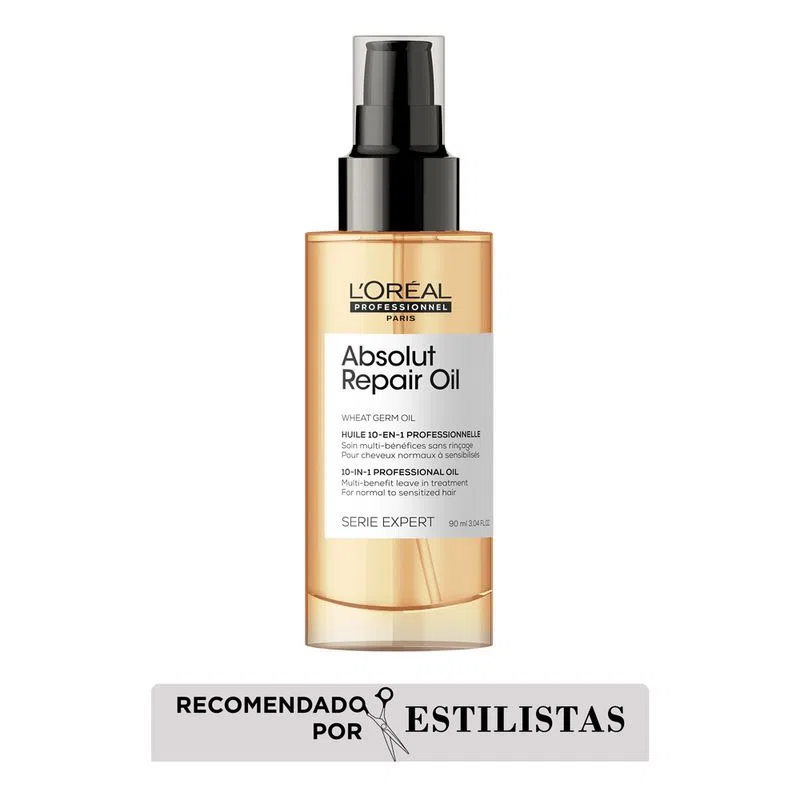 L'ORÉAL
PROFESSIONNEL
PARIS
Absolut
Repair Oil
WHEAT GERM OIL
HUILE 10-EN-1 PROFESSIONNELLE
Soin multi-bénéfices sans rinçage
Pour cheveux normaux à sensibilisés
10-IN-1 PROFESSIONAL OIL
Multi-benefit leave in treatment
For normal to sensitized hair
SERIE EXPERT 90 ml 3.04 FL.OZ.
RECOMENDADO
POR ESTILISTAS